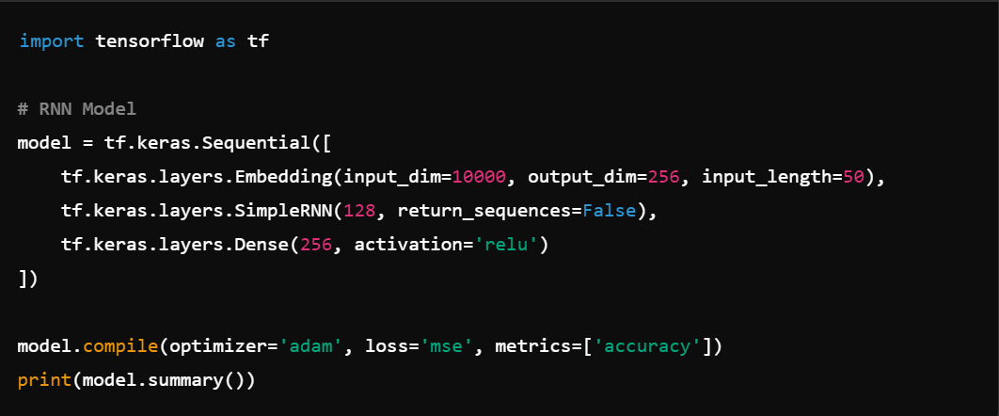 import tensorflow as tf
# RNN Model
model = tf.keras.Sequential([
    tf.keras.layers.Embedding(input_dim=10000, output_dim=256, input_length=50),
    tf.keras.layers.SimpleRNN(128, return_sequences=False),
    tf.keras.layers.Dense(256, activation='relu')
])
model.compile(optimizer='adam', loss='mse', metrics=['accuracy'])
print(model.summary())